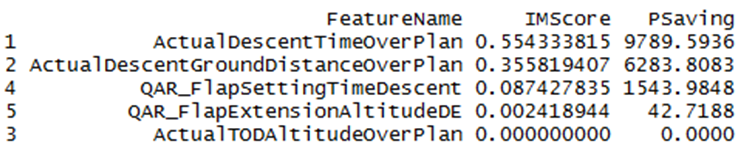 FeatureName IMScore PSaving
1 ActualDescentTimeOverPlan 0.554333815 9789.5936
2 ActualDescentGroundDistanceOverPlan 0.355819407 6283.8083
4 QAR_FlapSettingTimeDescent 0.087427835 1543.9848
5 QAR_FlapExtensionAltitudeDE 0.002418944 42.7188
3 ActualTODAltitudeOverPlan 0.000000000 0.0000